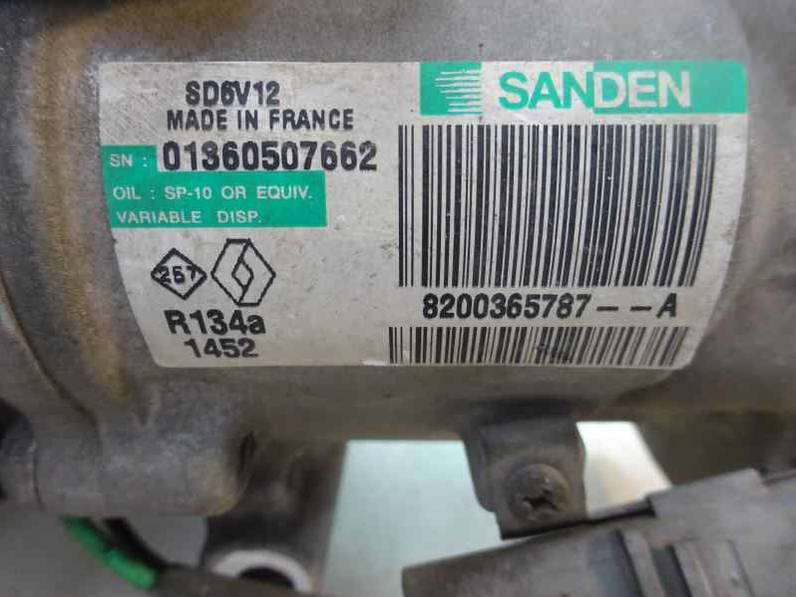 SD6V12
MADE IN FRANCE
SN : 01360507662
OIL : SP-10 OR EQUIV.
VARIABLE DISP.
257
R134a
1452
SANDEN
8200365787--A